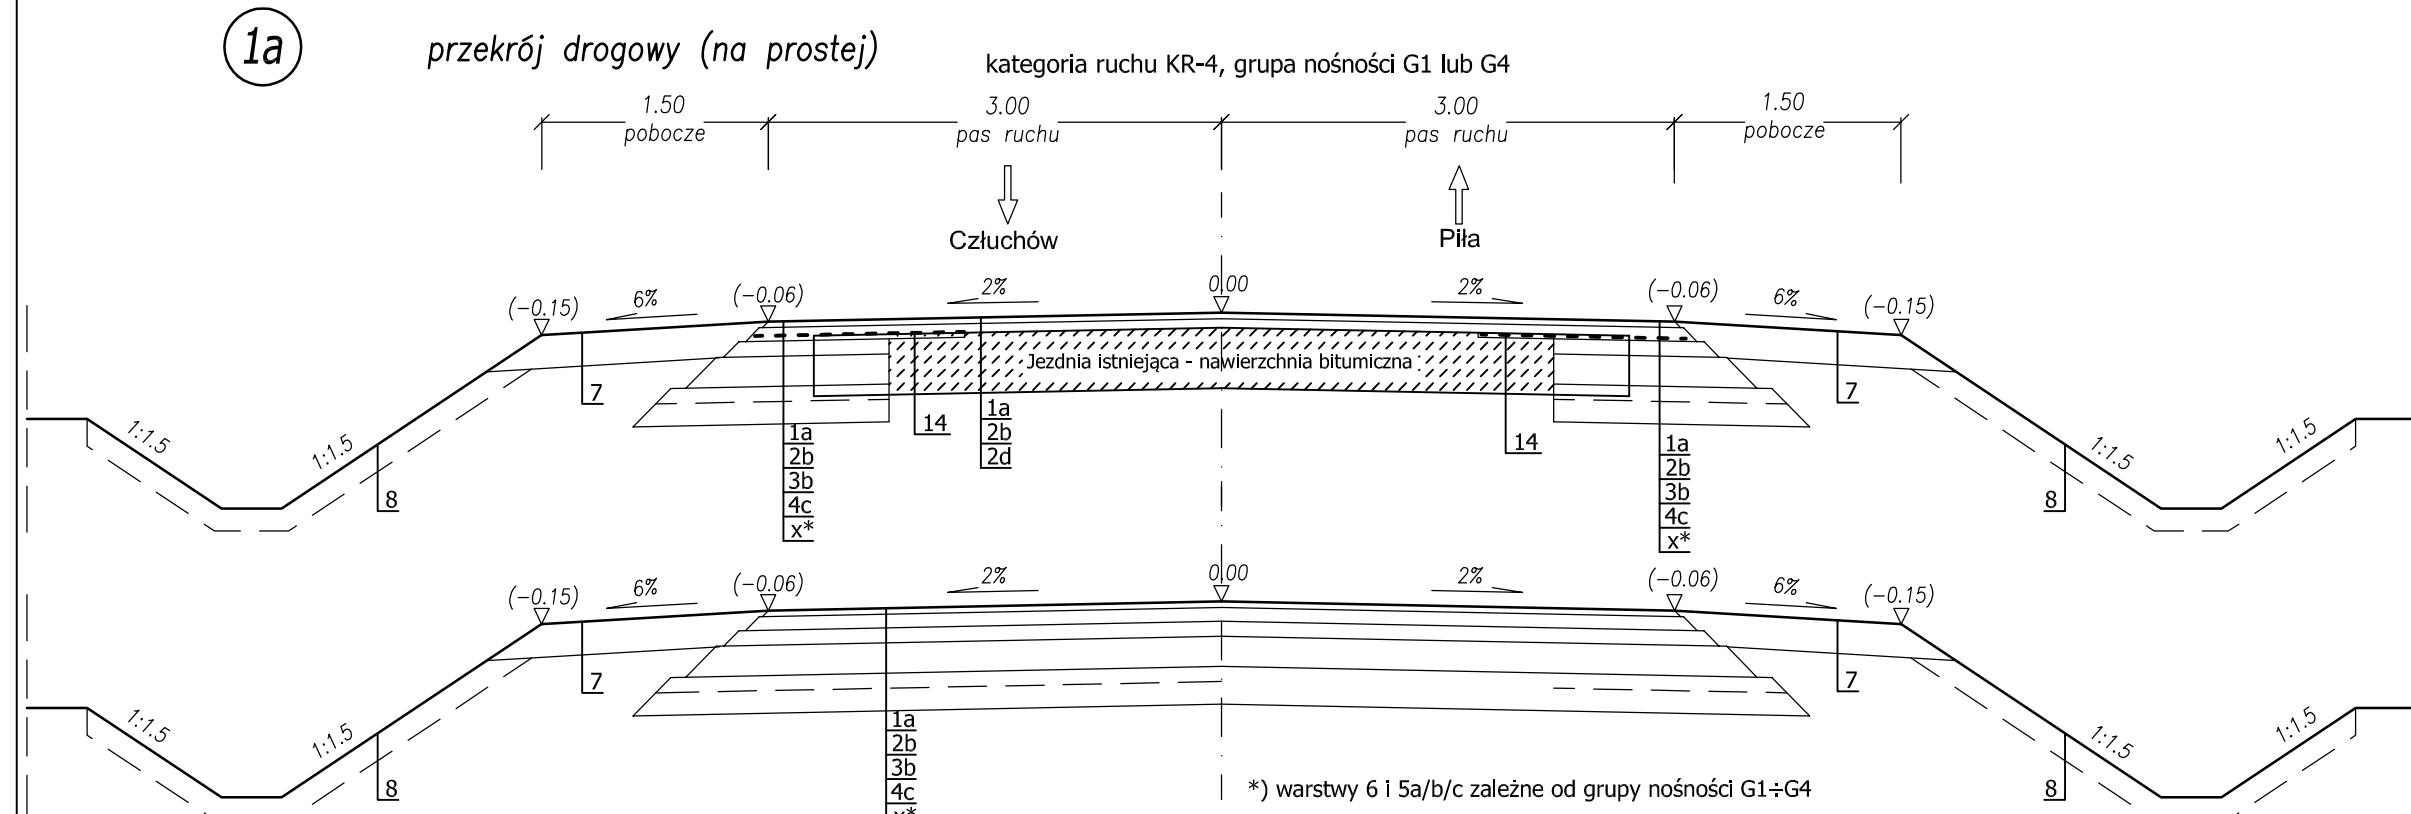 1a
przekrój drogowy (na prostej)
kategoria ruchu KR-4, grupa nośności G1 lub G4
1.50
pobocze
3.00
pas ruchu
3.00
pas ruchu
1.50
pobocze
Człuchów
Piła
(-0.15)
6%
(-0.06)
2%
0.00
2%
(-0.06)
6%
(-0.15)
Jezdnia istniejąca - nawierzchnia bitumiczna
1:1.5
1:1.5
8
7
1a
2b
3b
4c
x*
14
1a
2b
2d
14
1a
2b
3b
4c
x*
7
8
1:1.5
1:1.5
(-0.15)
6%
(-0.06)
2%
0.00
2%
(-0.06)
6%
(-0.15)
1:1.5
1:1.5
8
7
1a
2b
3b
4c
x*
7
8
1:1.5
1:1.5
*) warstwy 6 i 5a/b/c zależne od grupy nośności G1÷G4